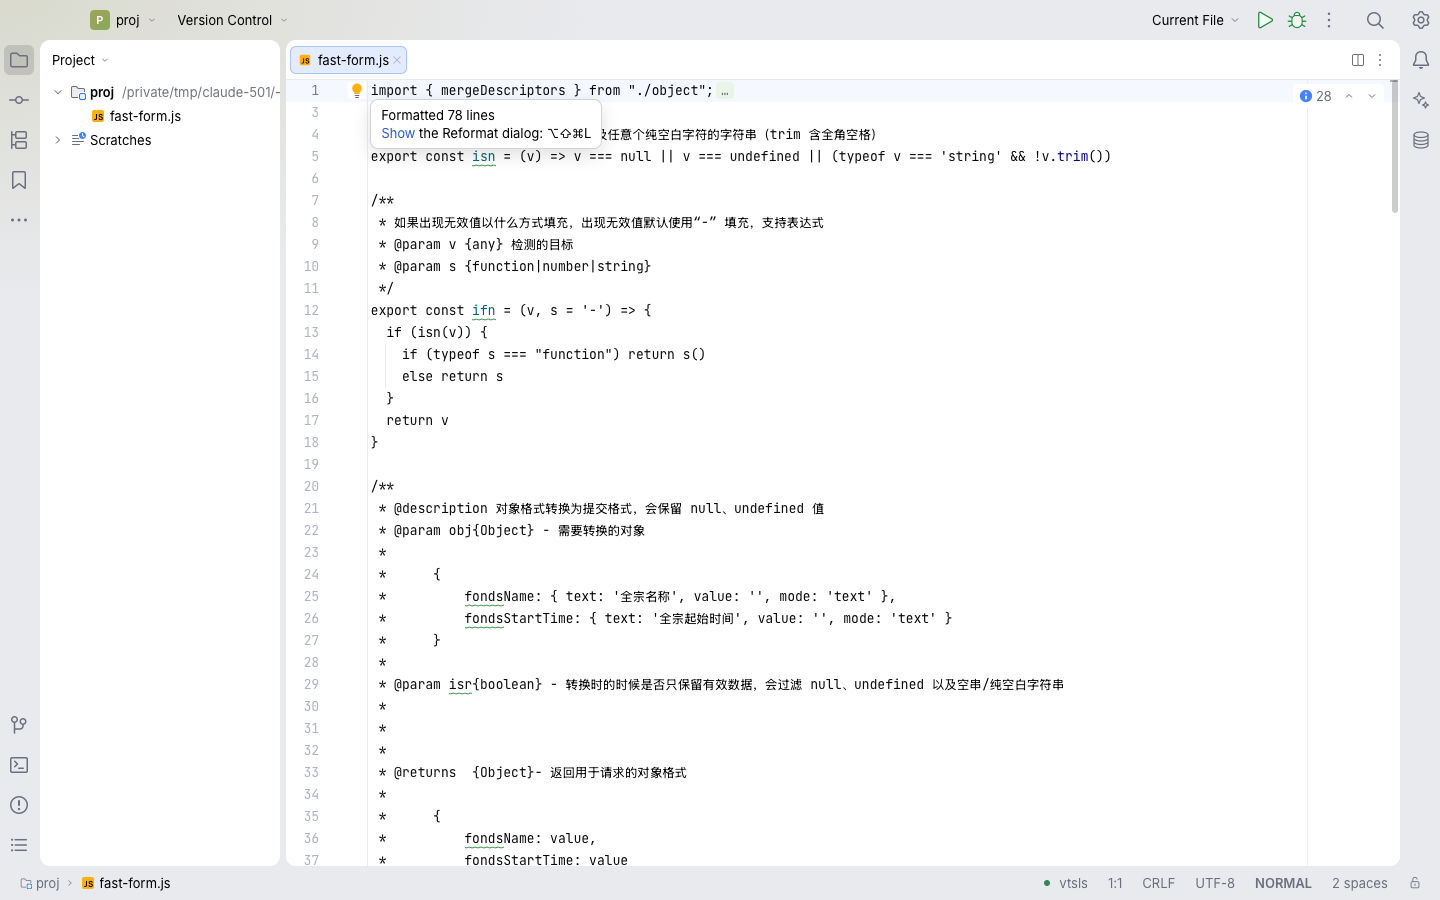 P proj
Version Control
Current File
Project
fast-form.js
proj /private/tmp/claude-501/-
fast-form.js
Scratches
28
1 import { mergeDescriptors } from "./object";...
Formatted 78 lines
Show the Reformat dialog: ⌥⇧⌘L
3
4 及任意个纯空白字符的字符串（trim 含全角空格）
5 export const isn = (v) => v === null || v === undefined || (typeof v === 'string' && !v.trim())
6
7 /**
8 * 如果出现无效值以什么方式填充，出现无效值默认使用“-” 填充，支持表达式
9 * @param v {any} 检测的目标
10 * @param s {function|number|string}
11 */
12 export const ifn = (v, s = '-') => {
13 if (isn(v)) {
14 if (typeof s === "function") return s()
15 else return s
16 }
17 return v
18 }
19
20 /**
21 * @description 对象格式转换为提交格式，会保留 null、undefined 值
22 * @param obj{Object} - 需要转换的对象
23 *
24 * {
25 * fondsName: { text: '全宗名称', value: '', mode: 'text' },
26 * fondsStartTime: { text: '全宗起始时间', value: '', mode: 'text' }
27 * }
28 *
29 * @param isr{boolean} - 转换时的时候是否只保留有效数据，会过滤 null、undefined 以及空串/纯空白字符串
30 *
31 *
32 *
33 * @returns {Object}- 返回用于请求的对象格式
34 *
35 * {
36 * fondsName: value,
37 * fondsStartTime: value
proj > JS fast-form.js
vtsls 1:1 CRLF UTF-8 NORMAL 2 spaces